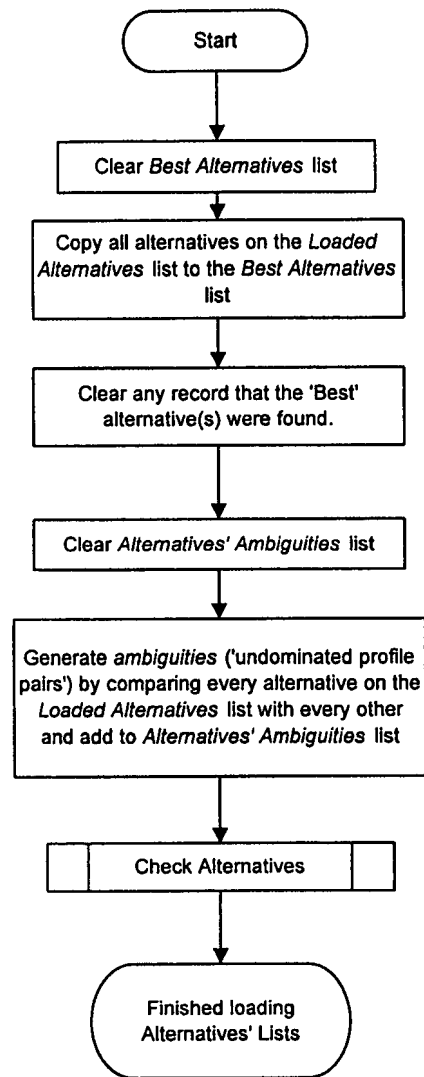 Start
Clear Best Alternatives list
Copy all alternatives on the Loaded
Alternatives list to the Best Alternatives
list
Clear any record that the 'Best'
alternative(s) were found.
Clear Alternatives' Ambiguities list
Generate ambiguities ('undominated profile
pairs') by comparing every alternative on the
Loaded Alternatives list with every other
and add to Alternatives' Ambiguities list
Check Alternatives
Finished loading
Alternatives' Lists